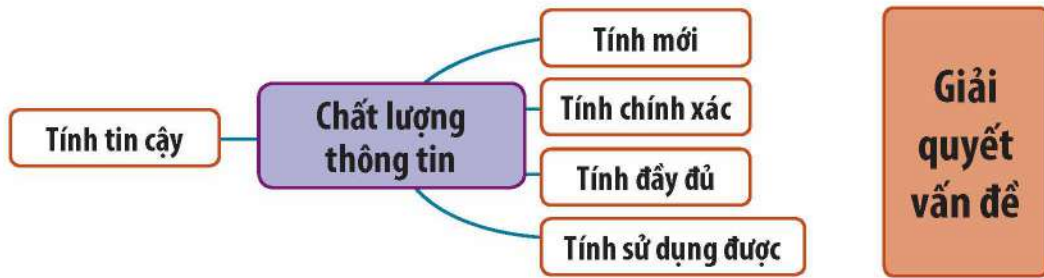 Tính tin cậy
Chất lượng
thông tin
Tính mới
Tính chính xác
Tính đầy đủ
Tính sử dụng được
Giải
quyết
vấn đề